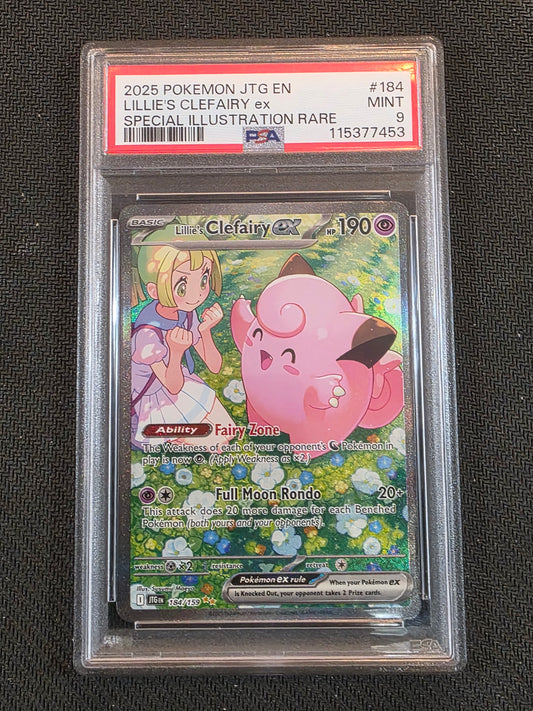 2025 POKEMON JTG EN #184
LILLIE'S CLEFAIRY ex MINT
SPECIAL ILLUSTRATION RARE 9
PSA 115377453
BASIC Lillie's Clefairy ex HP 190
Ability Fairy Zone
The Weakness of each of your opponent's Pokémon in
play is now . (Apply Weakness as ×2.)
Full Moon Rondo 20+
This attack does 20 more damage for each Benched
Pokémon (both yours and your opponent's).
weakness ×2 resistance retreat
Pokémon ex rule When your Pokémon ex
is Knocked Out, your opponent takes 2 Prize cards.
Illus.
I JTG EN 184/159